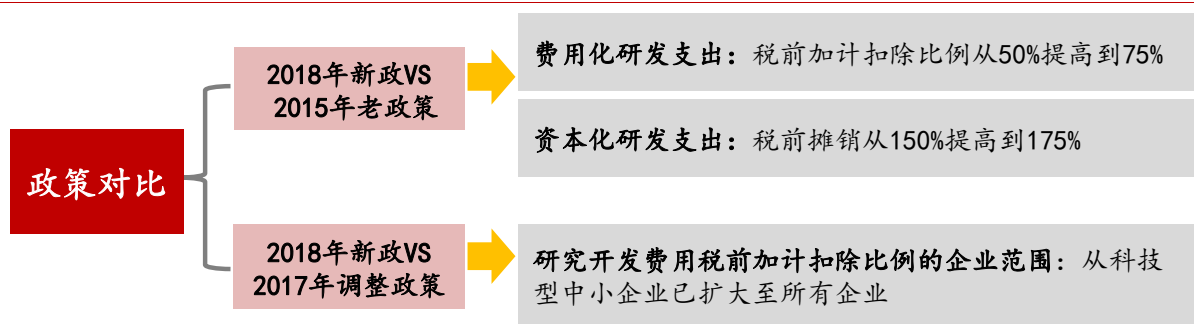 政策对比
2018年新政VS
2015年老政策
费用化研发支出：税前加计扣除比例从50%提高到75%
资本化研发支出：税前摊销从150%提高到175%
2018年新政VS
2017年调整政策
研究开发费用税前加计扣除比例的企业范围：从科技
型中小企业已扩大至所有企业